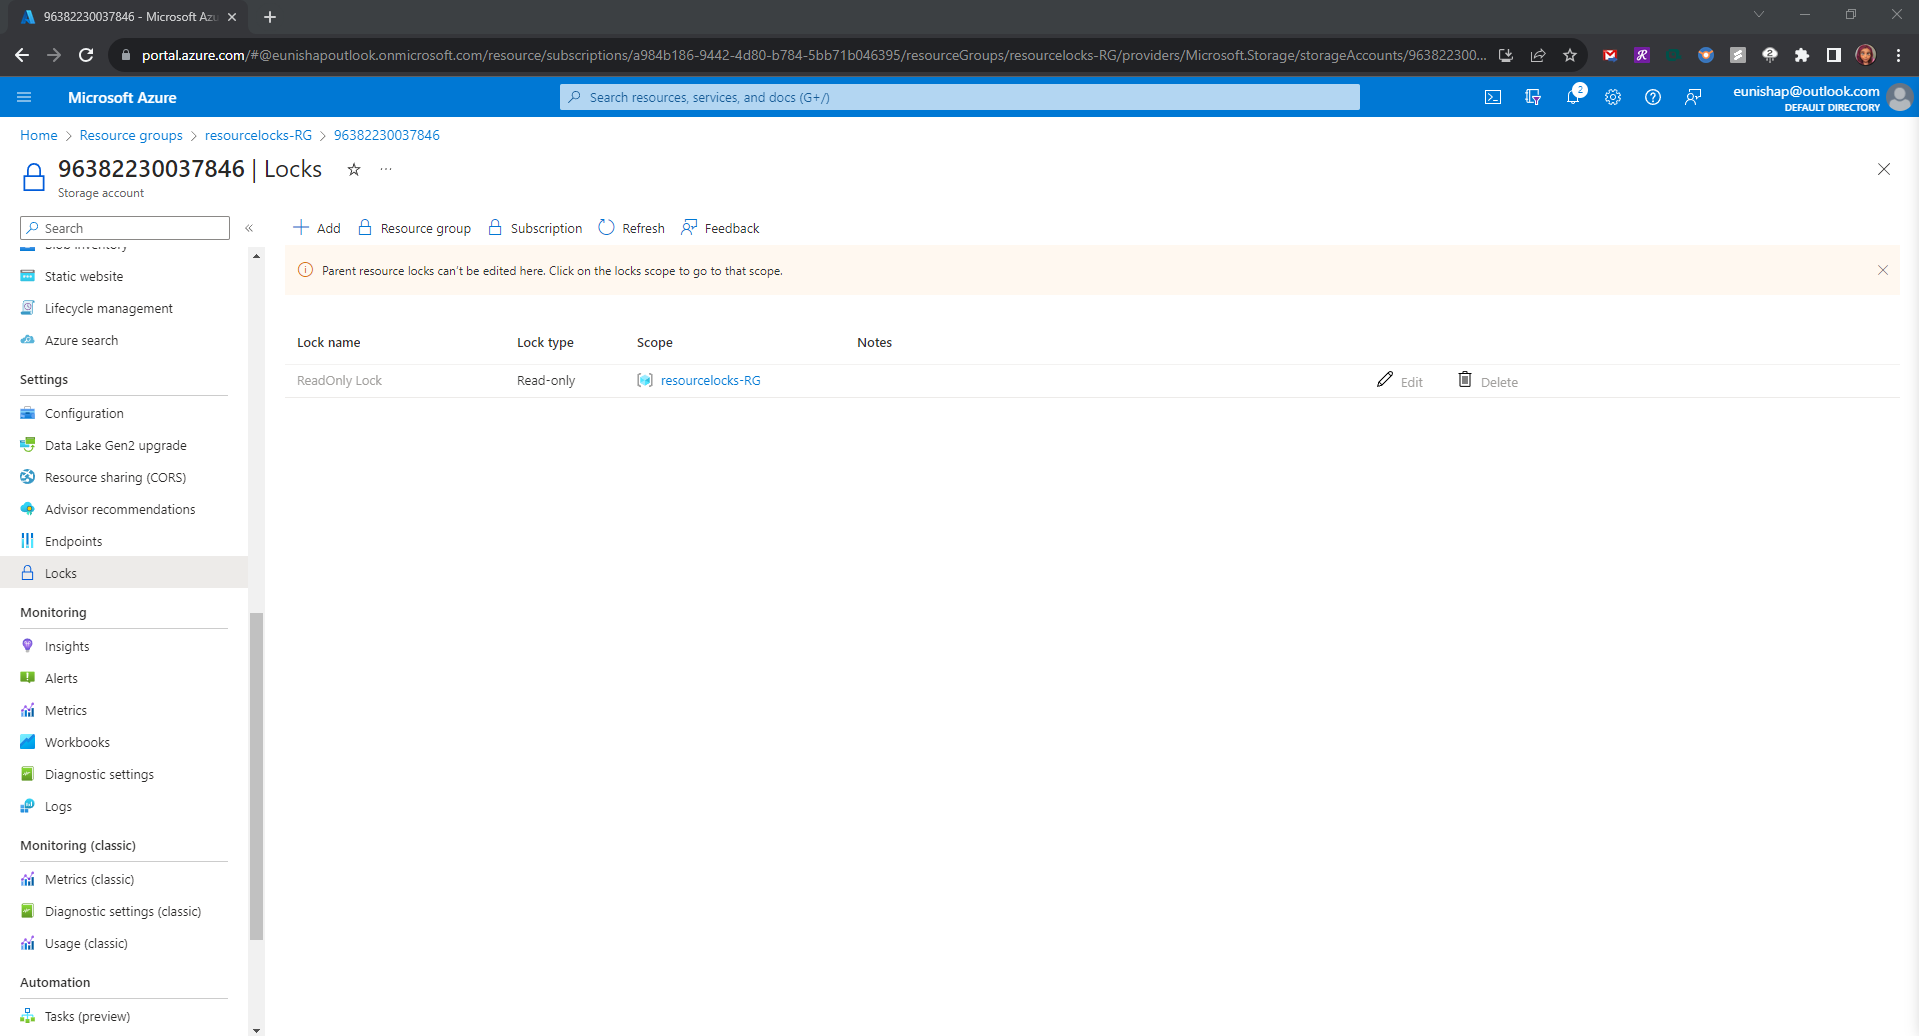 96382230037846 - Microsoft Azu
portal.azure.com/#@eunishapoutlook.onmicrosoft.com/resource/subscriptions/a984b186-9442-4d80-b784-5bb71b046395/resourceGroups/resourcelocks-RG/providers/Microsoft.Storage/storageAccounts/963822300...
Microsoft Azure
Search resources, services, and docs (G+/)
2
eunishap@outlook.com
DEFAULT DIRECTORY
Home > Resource groups > resourcelocks-RG > 96382230037846
96382230037846 | Locks
Storage account
Search
«
Add
Resource group
Subscription
Refresh
Feedback
Parent resource locks can't be edited here. Click on the locks scope to go to that scope.
Lock name Lock type Scope Notes
ReadOnly Lock Read-only resourcelocks-RG Edit Delete
Blob inventory
Static website
Lifecycle management
Azure search
Settings
Configuration
Data Lake Gen2 upgrade
Resource sharing (CORS)
Advisor recommendations
Endpoints
Locks
Monitoring
Insights
Alerts
Metrics
Workbooks
Diagnostic settings
Logs
Monitoring (classic)
Metrics (classic)
Diagnostic settings (classic)
Usage (classic)
Automation
Tasks (preview)